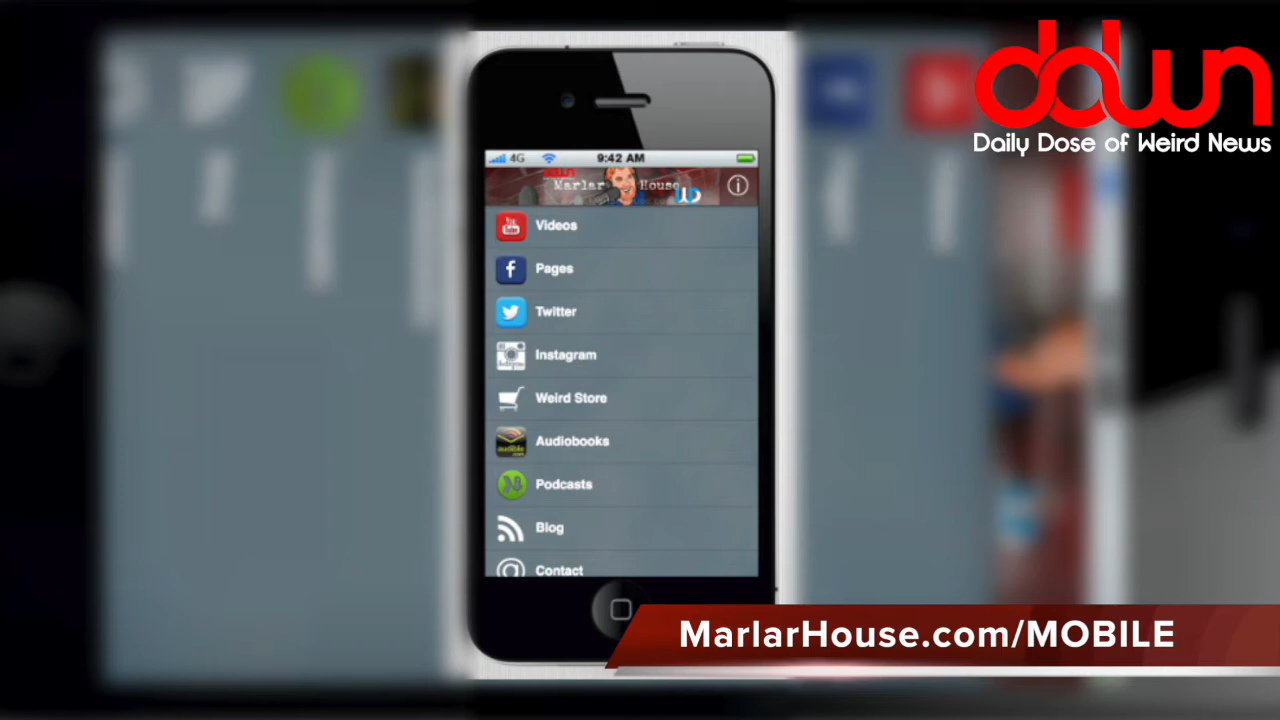 ddwn
Daily Dose of Weird News
4G
9:42 AM
ddwn
Marlar House
Videos
Pages
Twitter
Instagram
Weird Store
Audiobooks
Podcasts
Blog
Contact
MarlarHouse.com/MOBILE